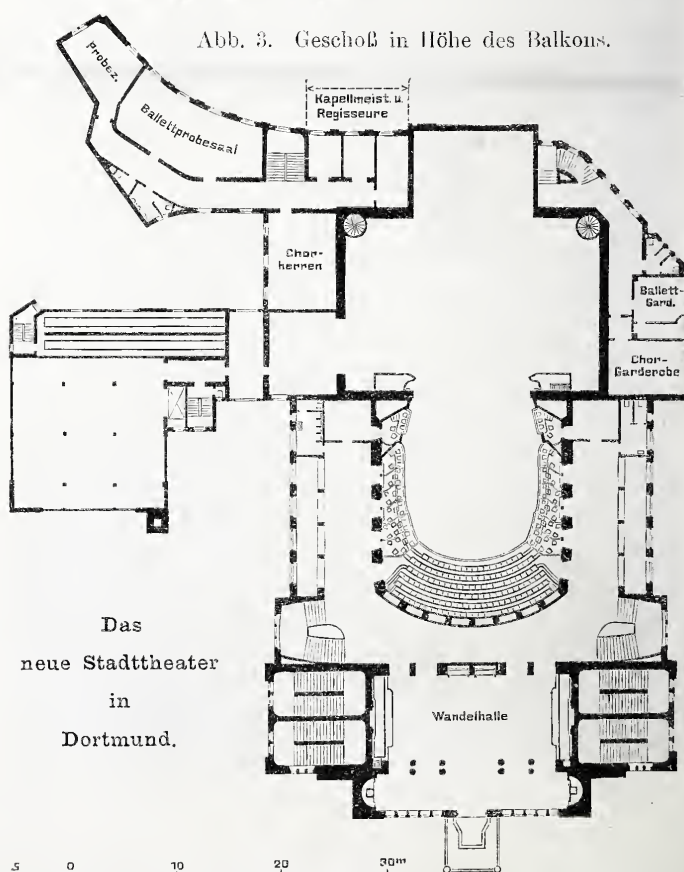 Abb. 3. Geschoß in Höhe des Balkons.
Probez.
Ballettprobesaal
Kapellmeist. u.
Regisseure
Chor-
herren
Ballett-
Gard.
Chor-
Garderobe
Das
neue Stadttheater
in
Dortmund.
Wandelhalle
5 0 10 20 30m